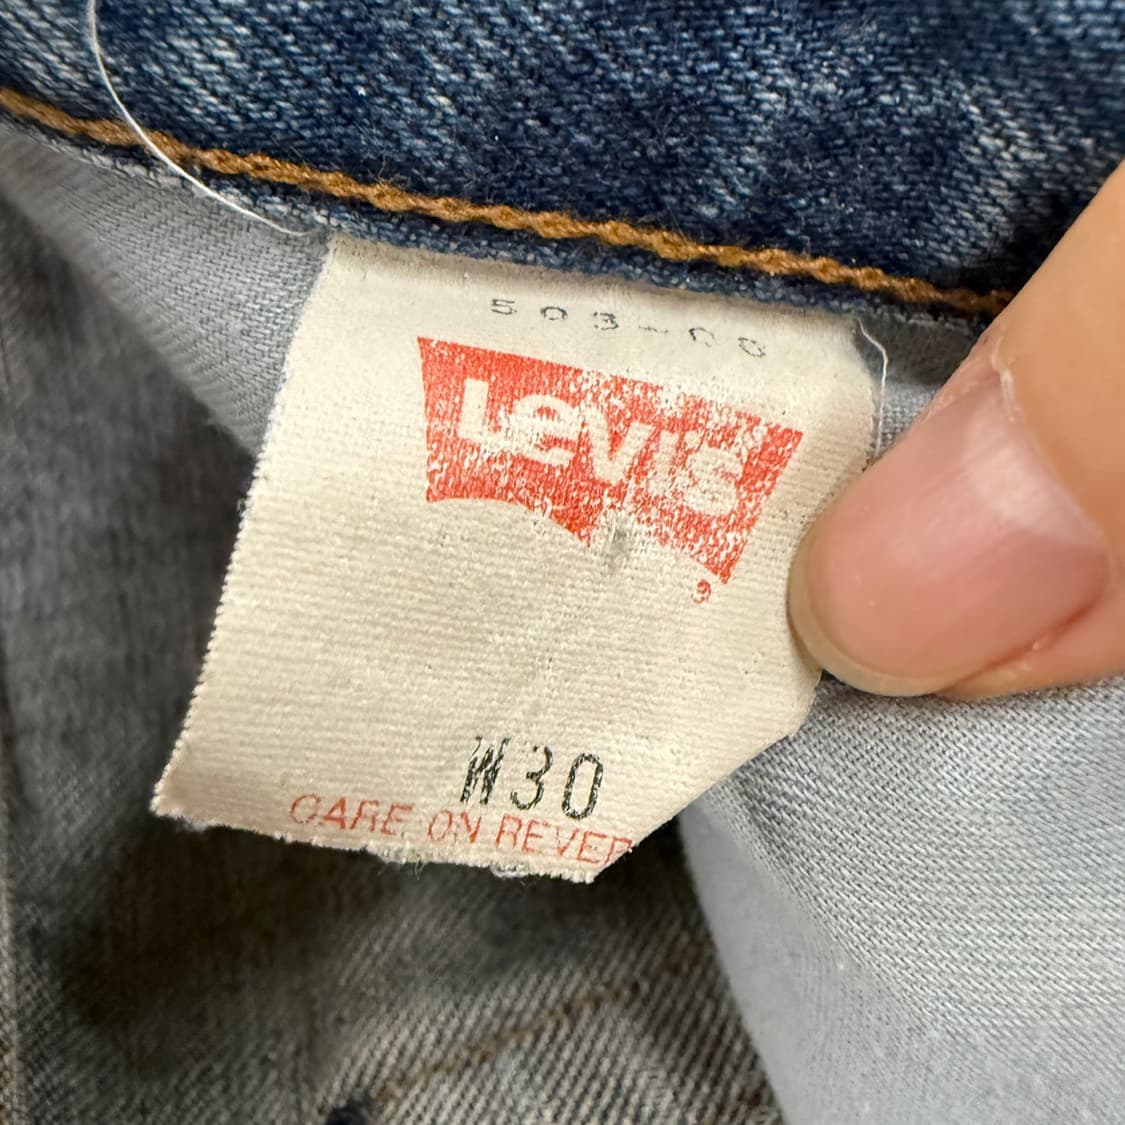 503-00
Levi's
W30
CARE ON REVER